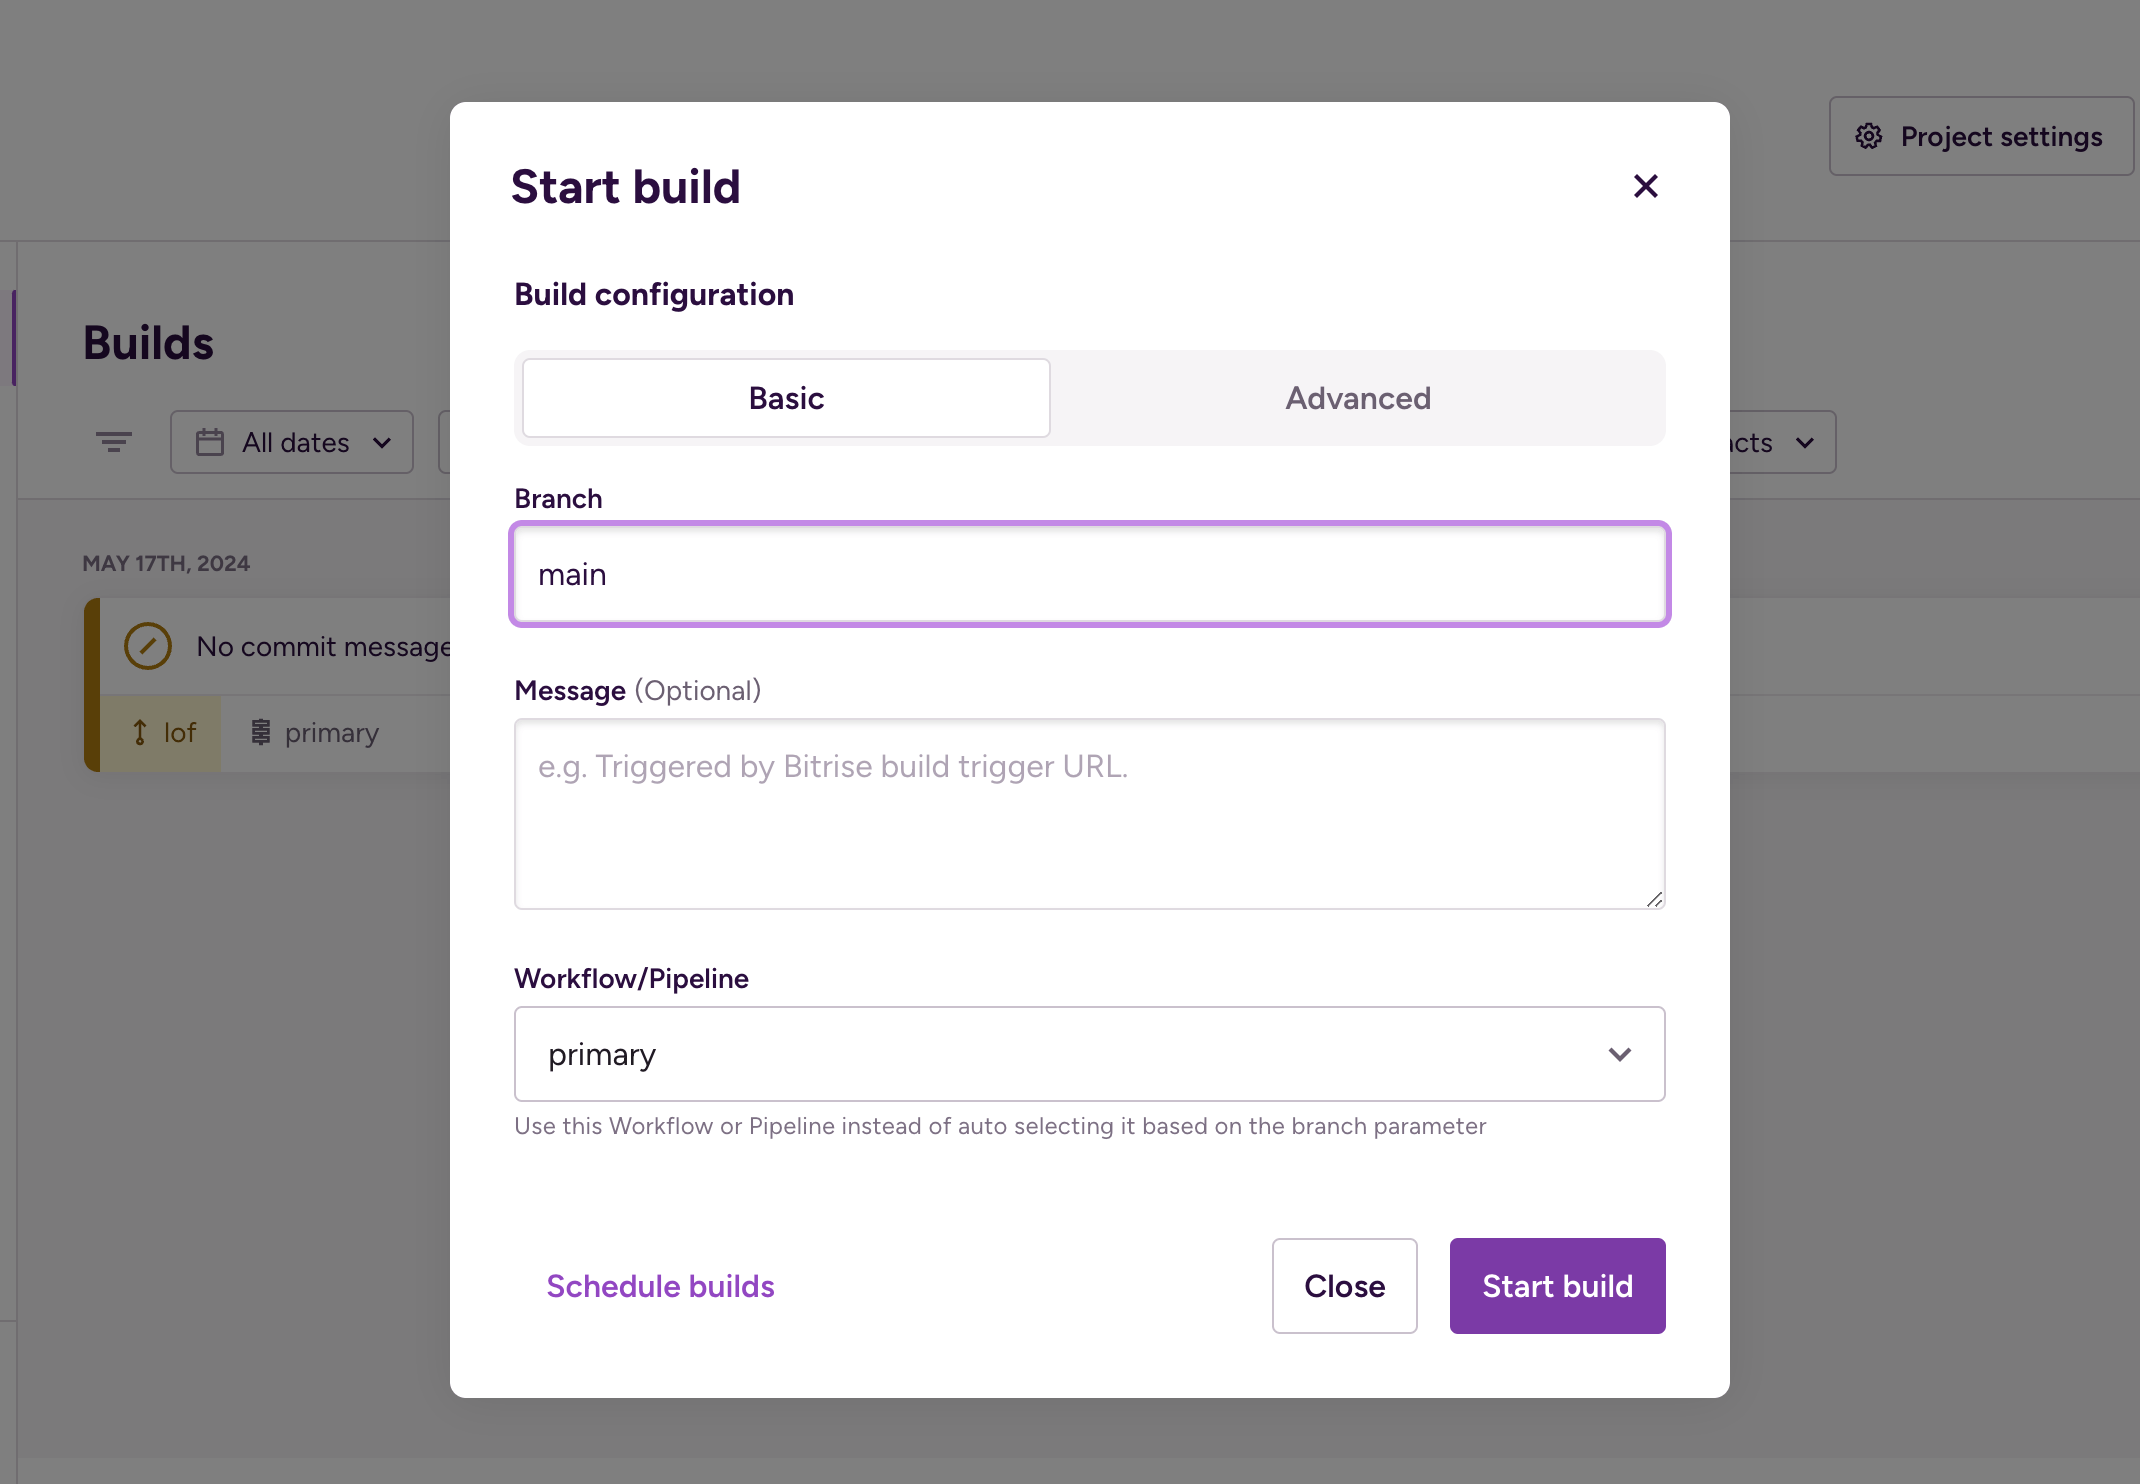 Project settings
Start build
Build configuration
Basic
Advanced
Builds
All dates
Branch
main
MAY 17TH, 2024
No commit message
lof
primary
Message (Optional)
e.g. Triggered by Bitrise build trigger URL.
Workflow/Pipeline
primary
Use this Workflow or Pipeline instead of auto selecting it based on the branch parameter
Schedule builds
Close
Start build